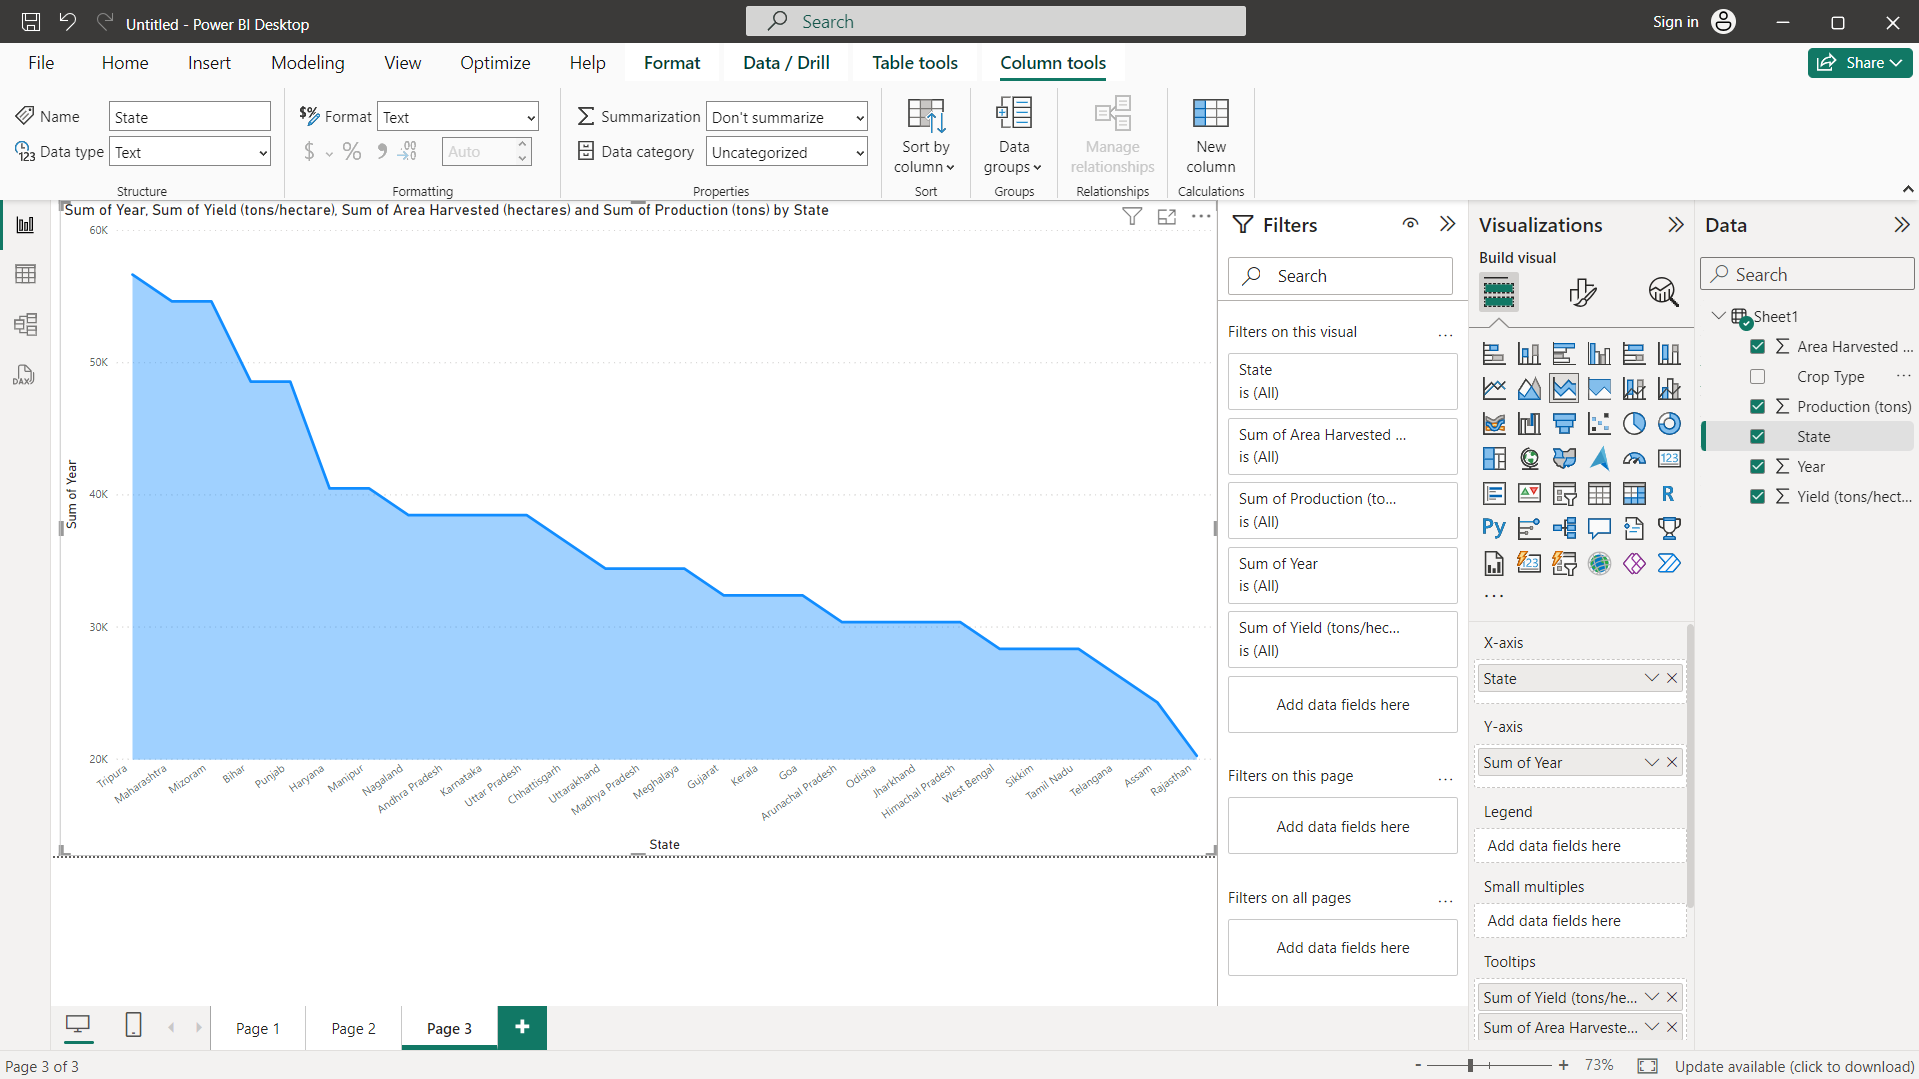 Untitled - Power BI Desktop
Search
Sign in
File Home Insert Modeling View Optimize Help Format Data / Drill Table tools Column tools
Share
Name State
Data type Text
Structure
Format Text
$ % Auto
Formatting
Summarization Don't summarize
Data category Uncategorized
Properties
Sort by
column
Sort
Data
groups
Groups
Manage
relationships
Relationships
New
column
Calculations
Sum of Year, Sum of Yield (tons/hectare), Sum of Area Harvested (hectares) and Sum of Production (tons) by State
60K
50K
40K
30K
20K
Sum of Year
Tripura
Maharashtra
Mizoram
Bihar
Punjab
Haryana
Manipur
Nagaland
Andhra Pradesh
Karnataka
Uttar Pradesh
Chhattisgarh
Uttarakhand
Madhya Pradesh
Meghalaya
Gujarat
Kerala
Goa
Arunachal Pradesh
Odisha
Jharkhand
Himachal Pradesh
West Bengal
Sikkim
Tamil Nadu
Telangana
Assam
Rajasthan
State
Filters
Search
Filters on this visual
State
is (All)
Sum of Area Harvested ...
is (All)
Sum of Production (to...
is (All)
Sum of Year
is (All)
Sum of Yield (tons/hec...
is (All)
Add data fields here
Filters on this page
Add data fields here
Filters on all pages
Add data fields here
Visualizations
Build visual
123
R
Py
123
X-axis
State
Y-axis
Sum of Year
Legend
Add data fields here
Small multiples
Add data fields here
Tooltips
Sum of Yield (tons/he...
Sum of Area Harveste...
Data
Search
Sheet1
Area Harvested ...
Crop Type
Production (tons)
State
Year
Yield (tons/hect...
DAX
Page 1
Page 2
Page 3
Page 3 of 3
73%
Update available (click to download)